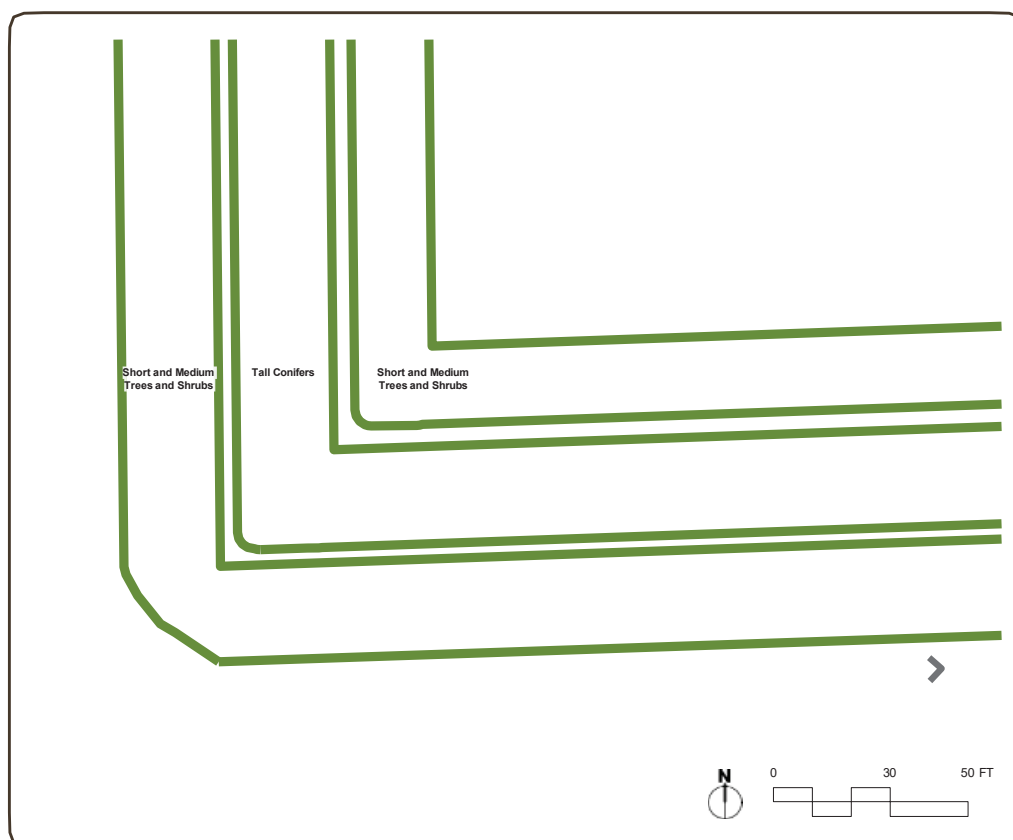 Short and Medium
Trees and Shrubs
Tall Conifers
Short and Medium
Trees and Shrubs
N
0 30 50 FT